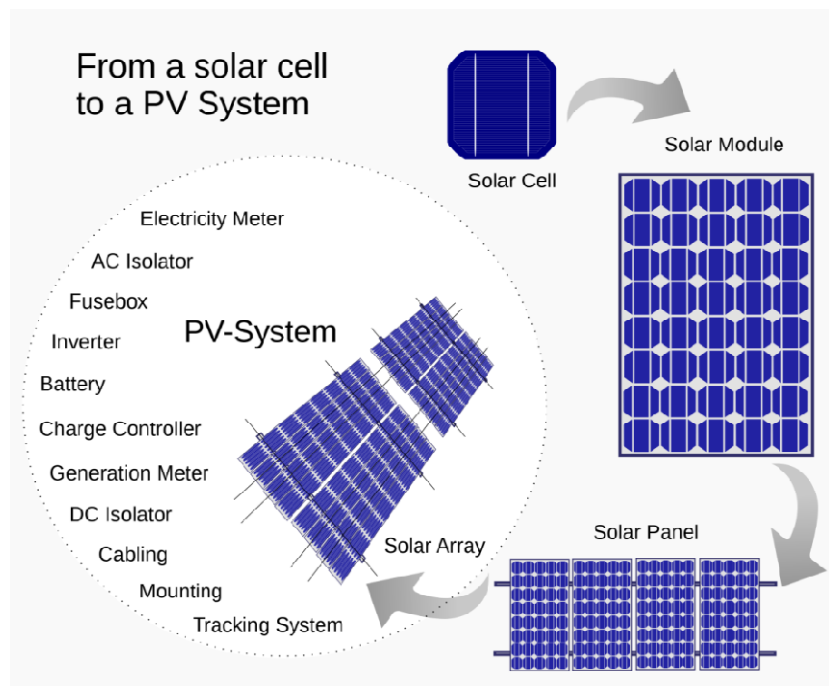 From a solar cell
to a PV System
Solar Cell
Solar Module
Electricity Meter
AC Isolator
Fusebox
Inverter
PV-System
Battery
Charge Controller
Generation Meter
DC Isolator
Cabling
Mounting
Tracking System
Solar Array
Solar Panel